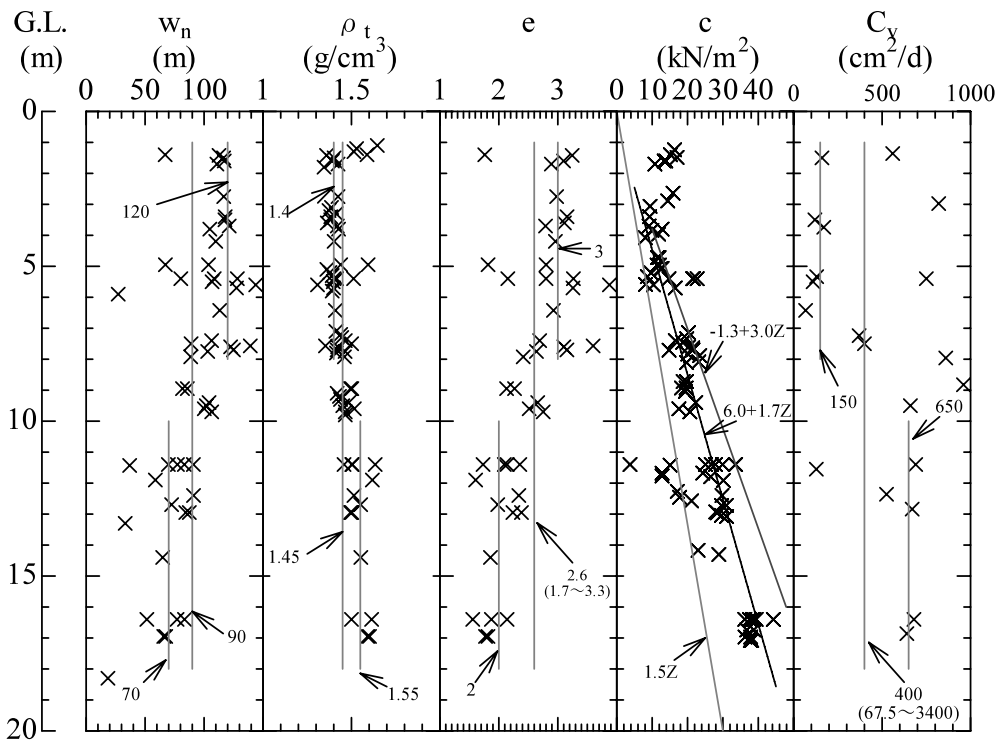 G.L. wₙ ρ t e c Cᵥ
(m) (m) (g/cm³) (kN/m²) (cm²/d)
0 50 100 1 1.5 1 2 3 0 10 20 30 40 0 500 1000
0
120 1.4 3
5
-1.3+3.0Z
150
6.0+1.7Z 650
10
1.45
2.6
(1.7～3.3)
15
90
1.5Z
70 1.55 2 400
(67.5～3400)
20